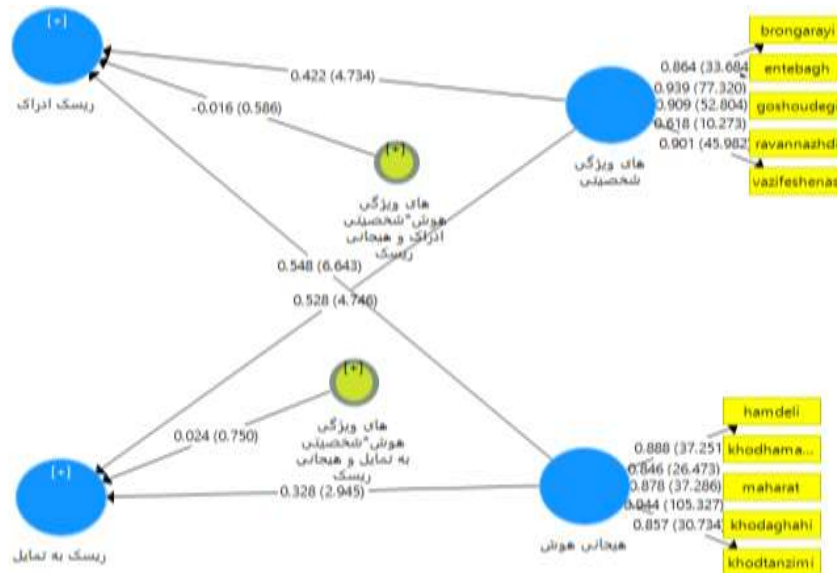 [+]
ریسک ادراک
0.422 (4.734)
-0.016 (0.586)
[+]
های ویژگی
هوش*شخصیتی
ادراک و هیجانی
ریسک
های ویژگی
شخصیتی
0.864 (33.684
0.939 (77.320)
0.909 (52.804)
0.618 (10.273)
0.901 (45.982)
brongarayi
entebagh
goshoudeg
ravannazhd
vazifeshenas
0.548 (6.643)
0.528 (4.746)
[+]
های ویژگی
هوش*شخصیتی
به تمایل و هیجانی
ریسک
0.024 (0.750)
[+]
ریسک به تمایل
0.328 (2.945)
هیجانی هوش
0.888 (37.251
0.846 (26.473)
0.878 (37.286)
0.944 (105.327)
0.857 (30.734)
hamdeli
khodhama...
maharat
khodaghahi
khodtanzimi